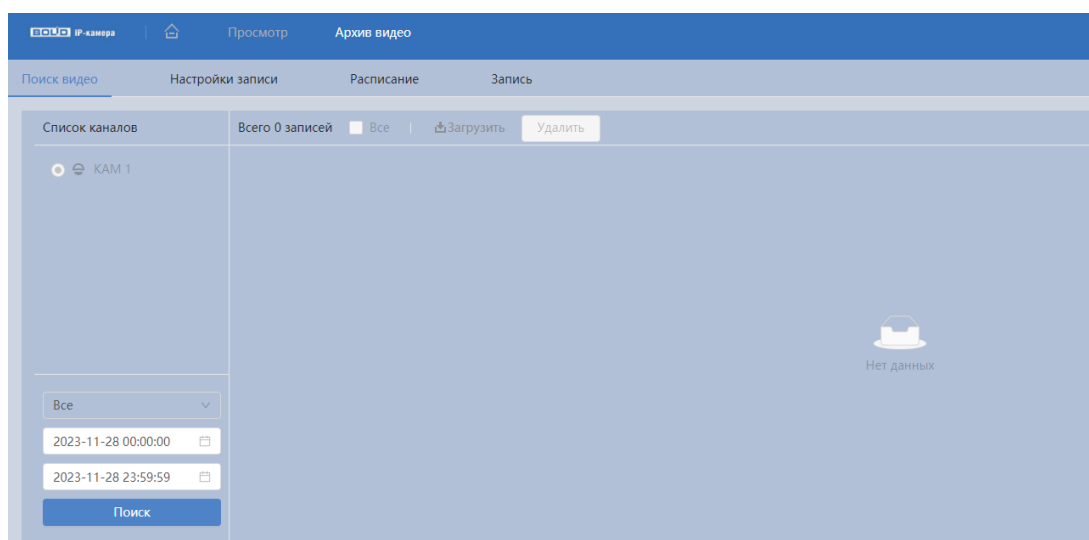 BOLID IP-камера Просмотр Архив видео
Поиск видео Настройки записи Расписание Запись
Список каналов Всего 0 записей Все Загрузить Удалить
КАМ 1
Нет данных
Все
2023-11-28 00:00:00
2023-11-28 23:59:59
Поиск